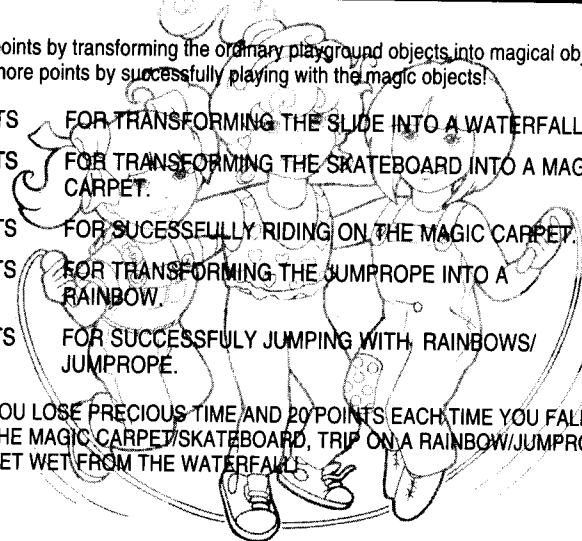 oints by transforming the ordinary playground objects into magical obj
nore points by successfully playing with the magic objects!
TS FOR TRANSFORMING THE SLIDE INTO A WATERFALL
TS FOR TRANSFORMING THE SKATEBOARD INTO A MAG
CARPET.
TS FOR SUCESSFULLY RIDING ON THE MAGIC CARPET.
TS FOR TRANSFORMING THE JUMPROPE INTO A
RAINBOW.
TS FOR SUCCESSFULY JUMPING WITH RAINBOWS/
JUMPROPE.
OU LOSE PRECIOUS TIME AND 20 POINTS EACH TIME YOU FALL
HE MAGIC CARPET/SKATEBOARD, TRIP ON A RAINBOW/JUMPRO
ET WET FROM THE WATERFALL!